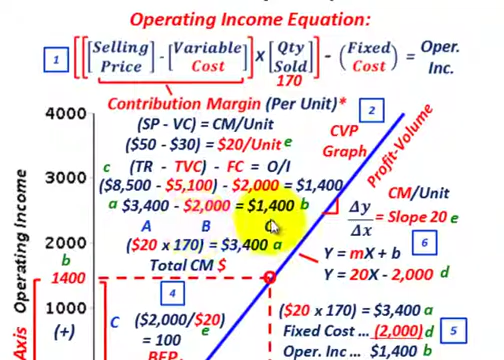 Operating Income Equation:
1 [[[Selling Price - [Variable Cost] X [Qty Sold]] - (Fixed Cost) = Oper. Inc.
170
Contribution Margin (Per Unit)*
2
4000
(SP - VC) = CM/Unit
CVP Graph
Profit-Volume
($50 - $30) = $20/Unit e
c (TR - TVC) - FC = O/I
3000
($8,500 - $5,100) - $2,000 = $1,400
CM/Unit
a $3,400 - $2,000 = $1,400 b
Δy/Δx = Slope 20 e
A B C
6
2000
($20 x 170) = $3,400 a
Y = mX + b
Total CM $
b
Y = 20X - 2,000 d
1400
4
1000
C ($2,000/$20)
($20 x 170) = $3,400 a
(+)
= 100 e
Fixed Cost ... (2,000) d
5
BEP
Oper. Inc ... $1,400 b
Operating Income
Axis